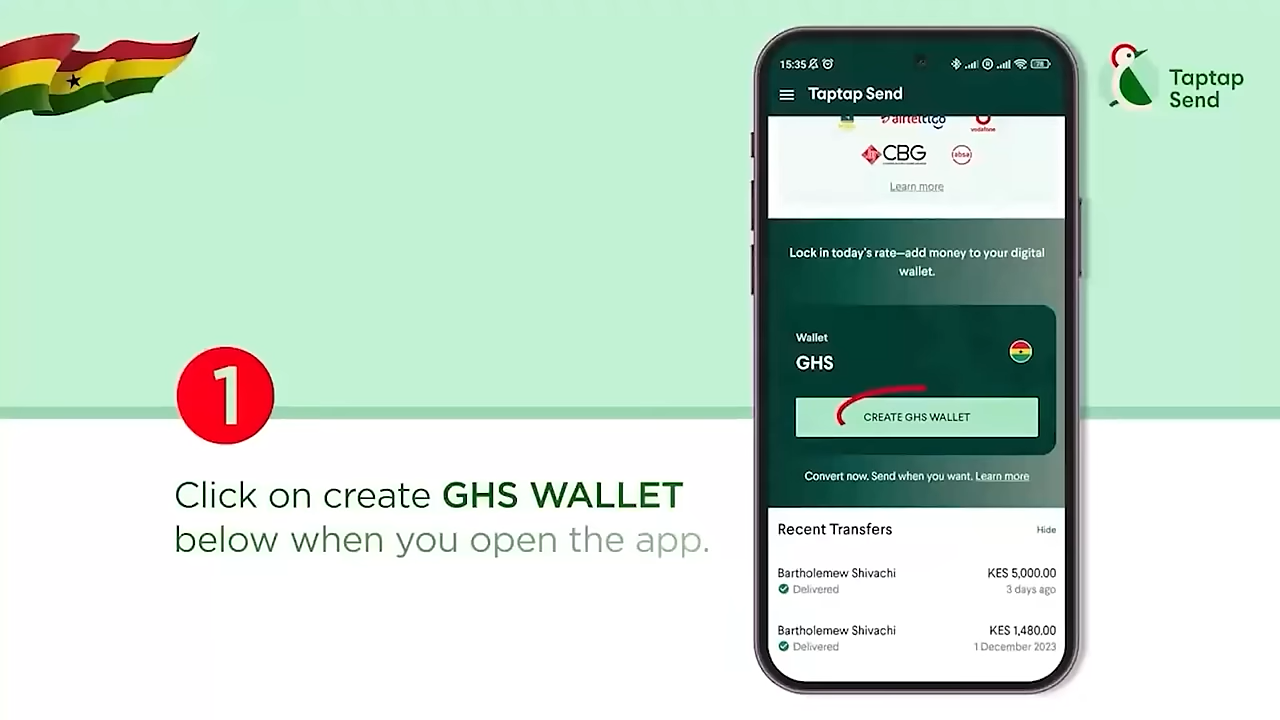 1
Click on create GHS WALLET
below when you open the app.
15:35
78
Taptap Send
airteltigo
vodafone
CBG
absa
Learn more
Lock in today's rate—add money to your digital
wallet.
Wallet
GHS
CREATE GHS WALLET
Convert now. Send when you want. Learn more
Recent Transfers Hide
Bartholemew Shivachi KES 5,000.00
Delivered 3 days ago
Bartholemew Shivachi KES 1,480.00
Delivered 1 December 2023
Taptap
Send